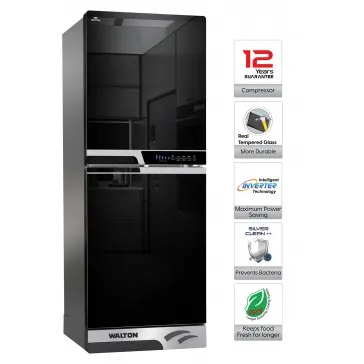 12
Years
GUARANTEE
Compressor
Real
Tempered Glass
More Durable
Intelligent
INVERTER
Technology
Maximum Power
Saving
SILVER
CLEAN ++
Prevents Bacteria
Keeps food
Fresh for longer
WALTON